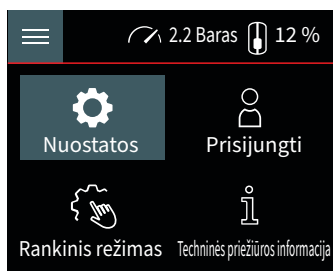 2.2 Baras 12 %
Nuostatos Prisijungti
Rankinis režimas Techninės priežiūros informacija